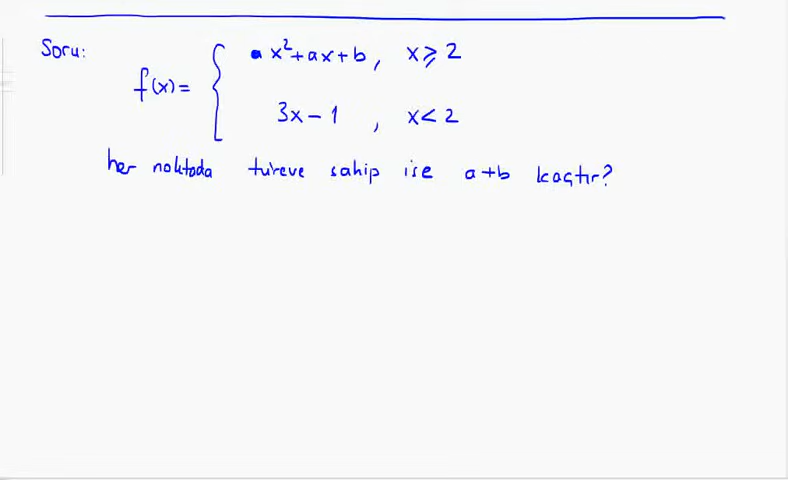 Soru:
f(x) = { ax²+ax+b, x≥2
3x-1, x<2
her noktada türeve sahip ise a+b kaçtır?